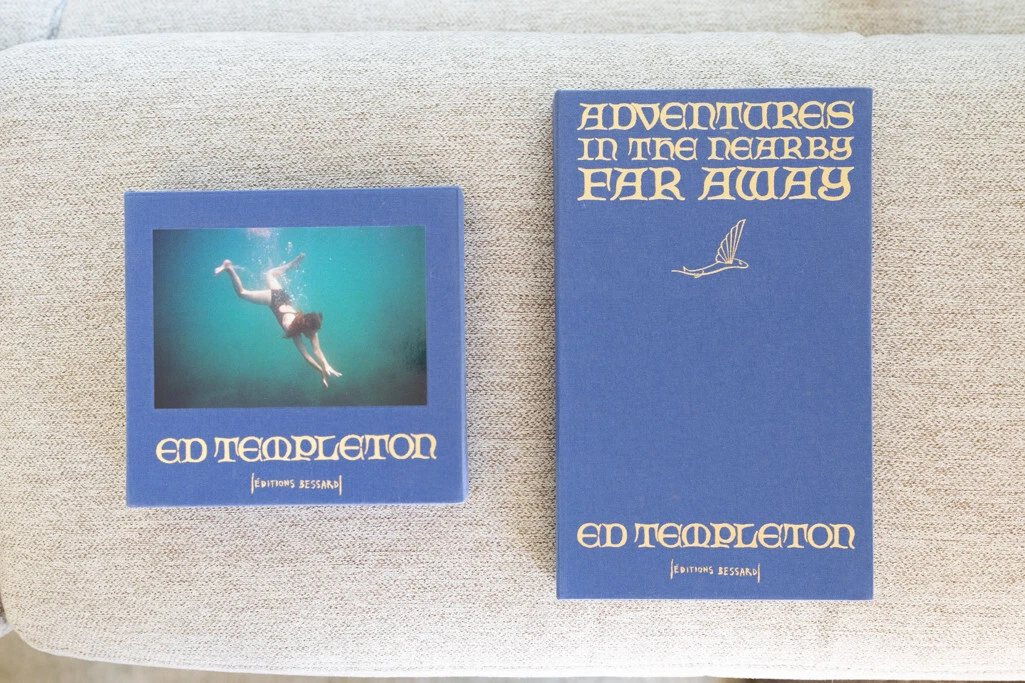 ED TEMPLETON
ÉDITIONS BESSARD
ADVENTURES
IN THE NEARBY
FAR AWAY
ED TEMPLETON
ÉDITIONS BESSARD